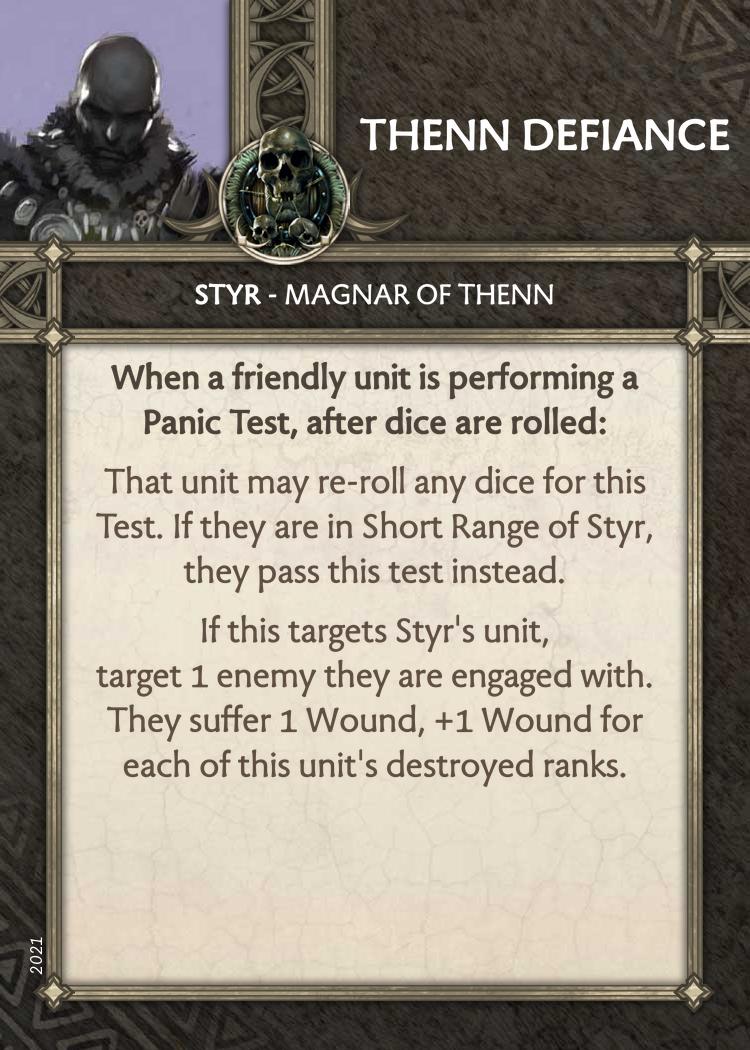 THENN DEFIANCE
STYR - MAGNAR OF THENN
When a friendly unit is performing a
Panic Test, after dice are rolled:
That unit may re-roll any dice for this
Test. If they are in Short Range of Styr,
they pass this test instead.
If this targets Styr's unit,
target 1 enemy they are engaged with.
They suffer 1 Wound, +1 Wound for
each of this unit's destroyed ranks.
2021